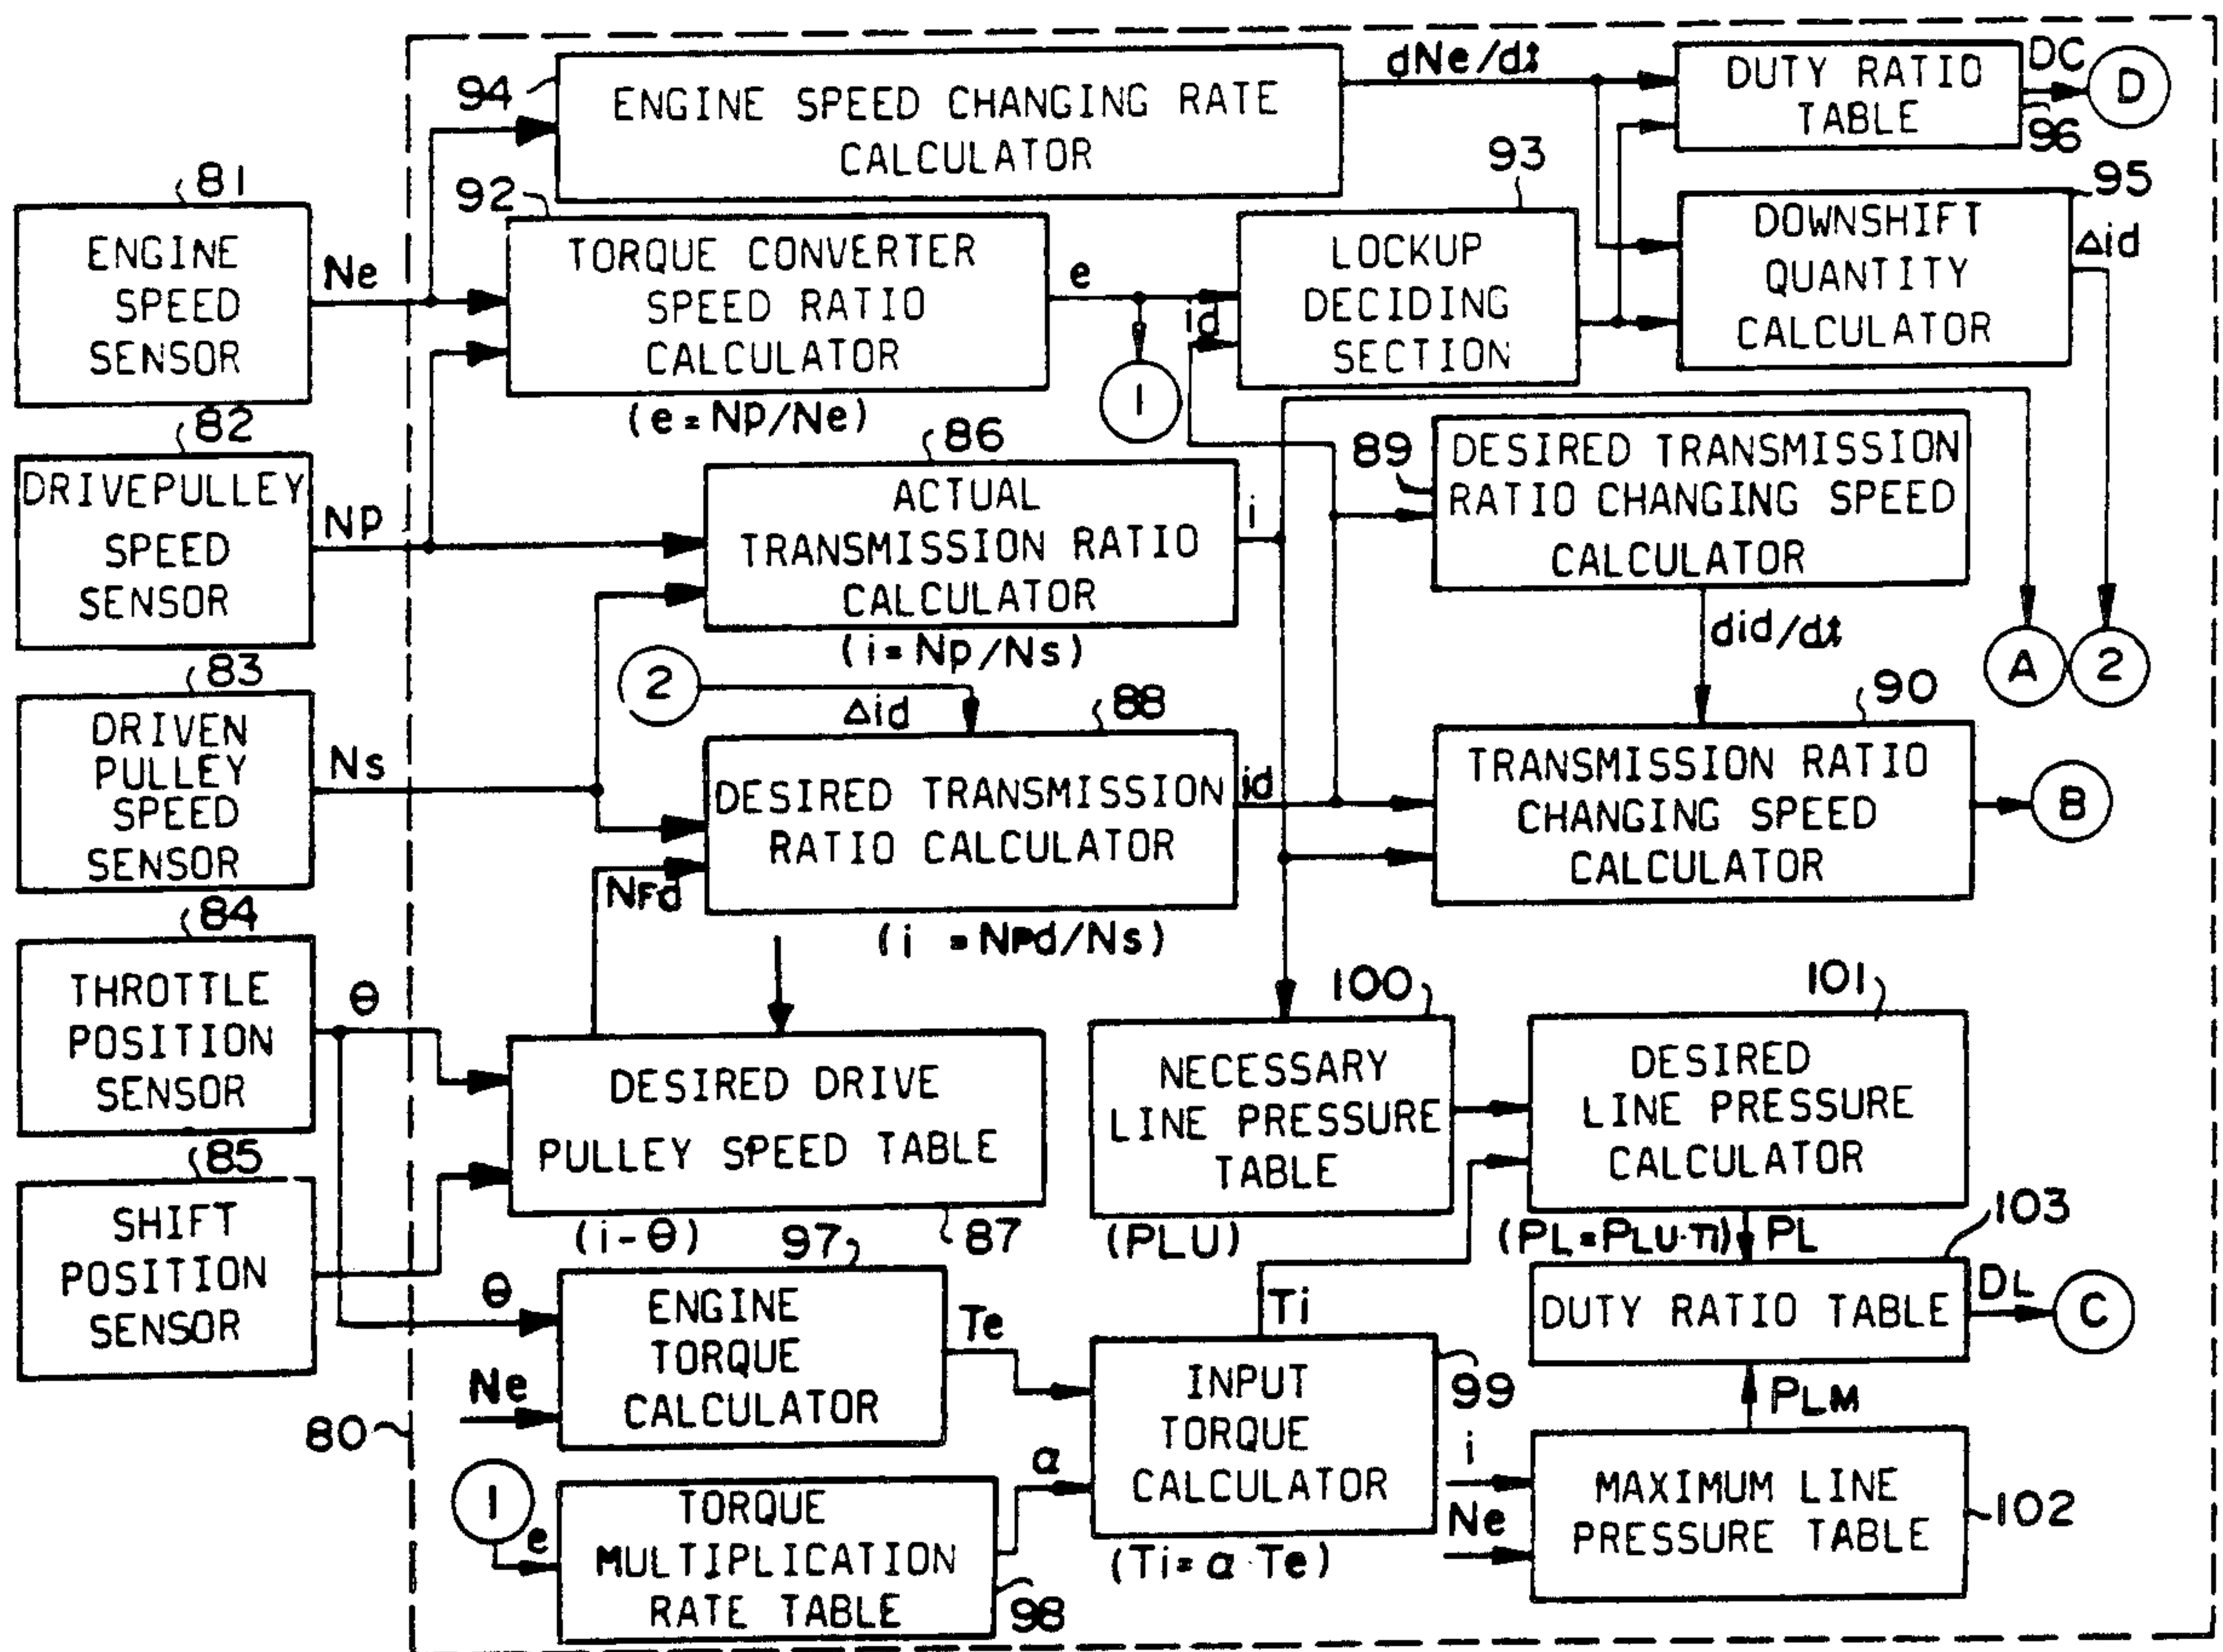 94
ENGINE SPEED CHANGING RATE
CALCULATOR
dNe/dt
DUTY RATIO
TABLE
DC
D
96
81
ENGINE
SPEED
SENSOR
Ne
92
TORQUE CONVERTER
SPEED RATIO
CALCULATOR
(e=Np/Ne)
e
1
id
93
LOCKUP
DECIDING
SECTION
95
DOWNSHIFT
QUANTITY
CALCULATOR
Δid
82
DRIVEPULLEY
SPEED
SENSOR
Np
86
ACTUAL
TRANSMISSION RATIO
CALCULATOR
(i=Np/Ns)
i
89
DESIRED TRANSMISSION
RATIO CHANGING SPEED
CALCULATOR
did/dt
A
2
83
DRIVEN
PULLEY
SPEED
SENSOR
Ns
2
Δid
88
DESIRED TRANSMISSION
RATIO CALCULATOR
id
(i = NPd/Ns)
90
TRANSMISSION RATIO
CHANGING SPEED
CALCULATOR
B
84
THROTTLE
POSITION
SENSOR
θ
NFd
DESIRED DRIVE
PULLEY SPEED TABLE
(i-θ)
87
100
NECESSARY
LINE PRESSURE
TABLE
(PLU)
101
DESIRED
LINE PRESSURE
CALCULATOR
(PL=PLU·Ti)
PL
85
SHIFT
POSITION
SENSOR
97
θ
Ne
ENGINE
TORQUE
CALCULATOR
Te
Ti
103
DUTY RATIO TABLE
DL
C
80
1
e
TORQUE
MULTIPLICATION
RATE TABLE
98
α
99
INPUT
TORQUE
CALCULATOR
(Ti=α·Te)
PLM
i
Ne
MAXIMUM LINE
PRESSURE TABLE
102